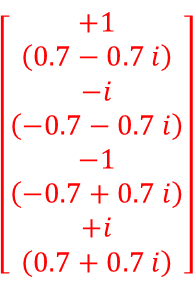 +1
(0.7 − 0.7 i)
−i
(−0.7 − 0.7 i)
−1
(−0.7 + 0.7 i)
+i
(0.7 + 0.7 i)